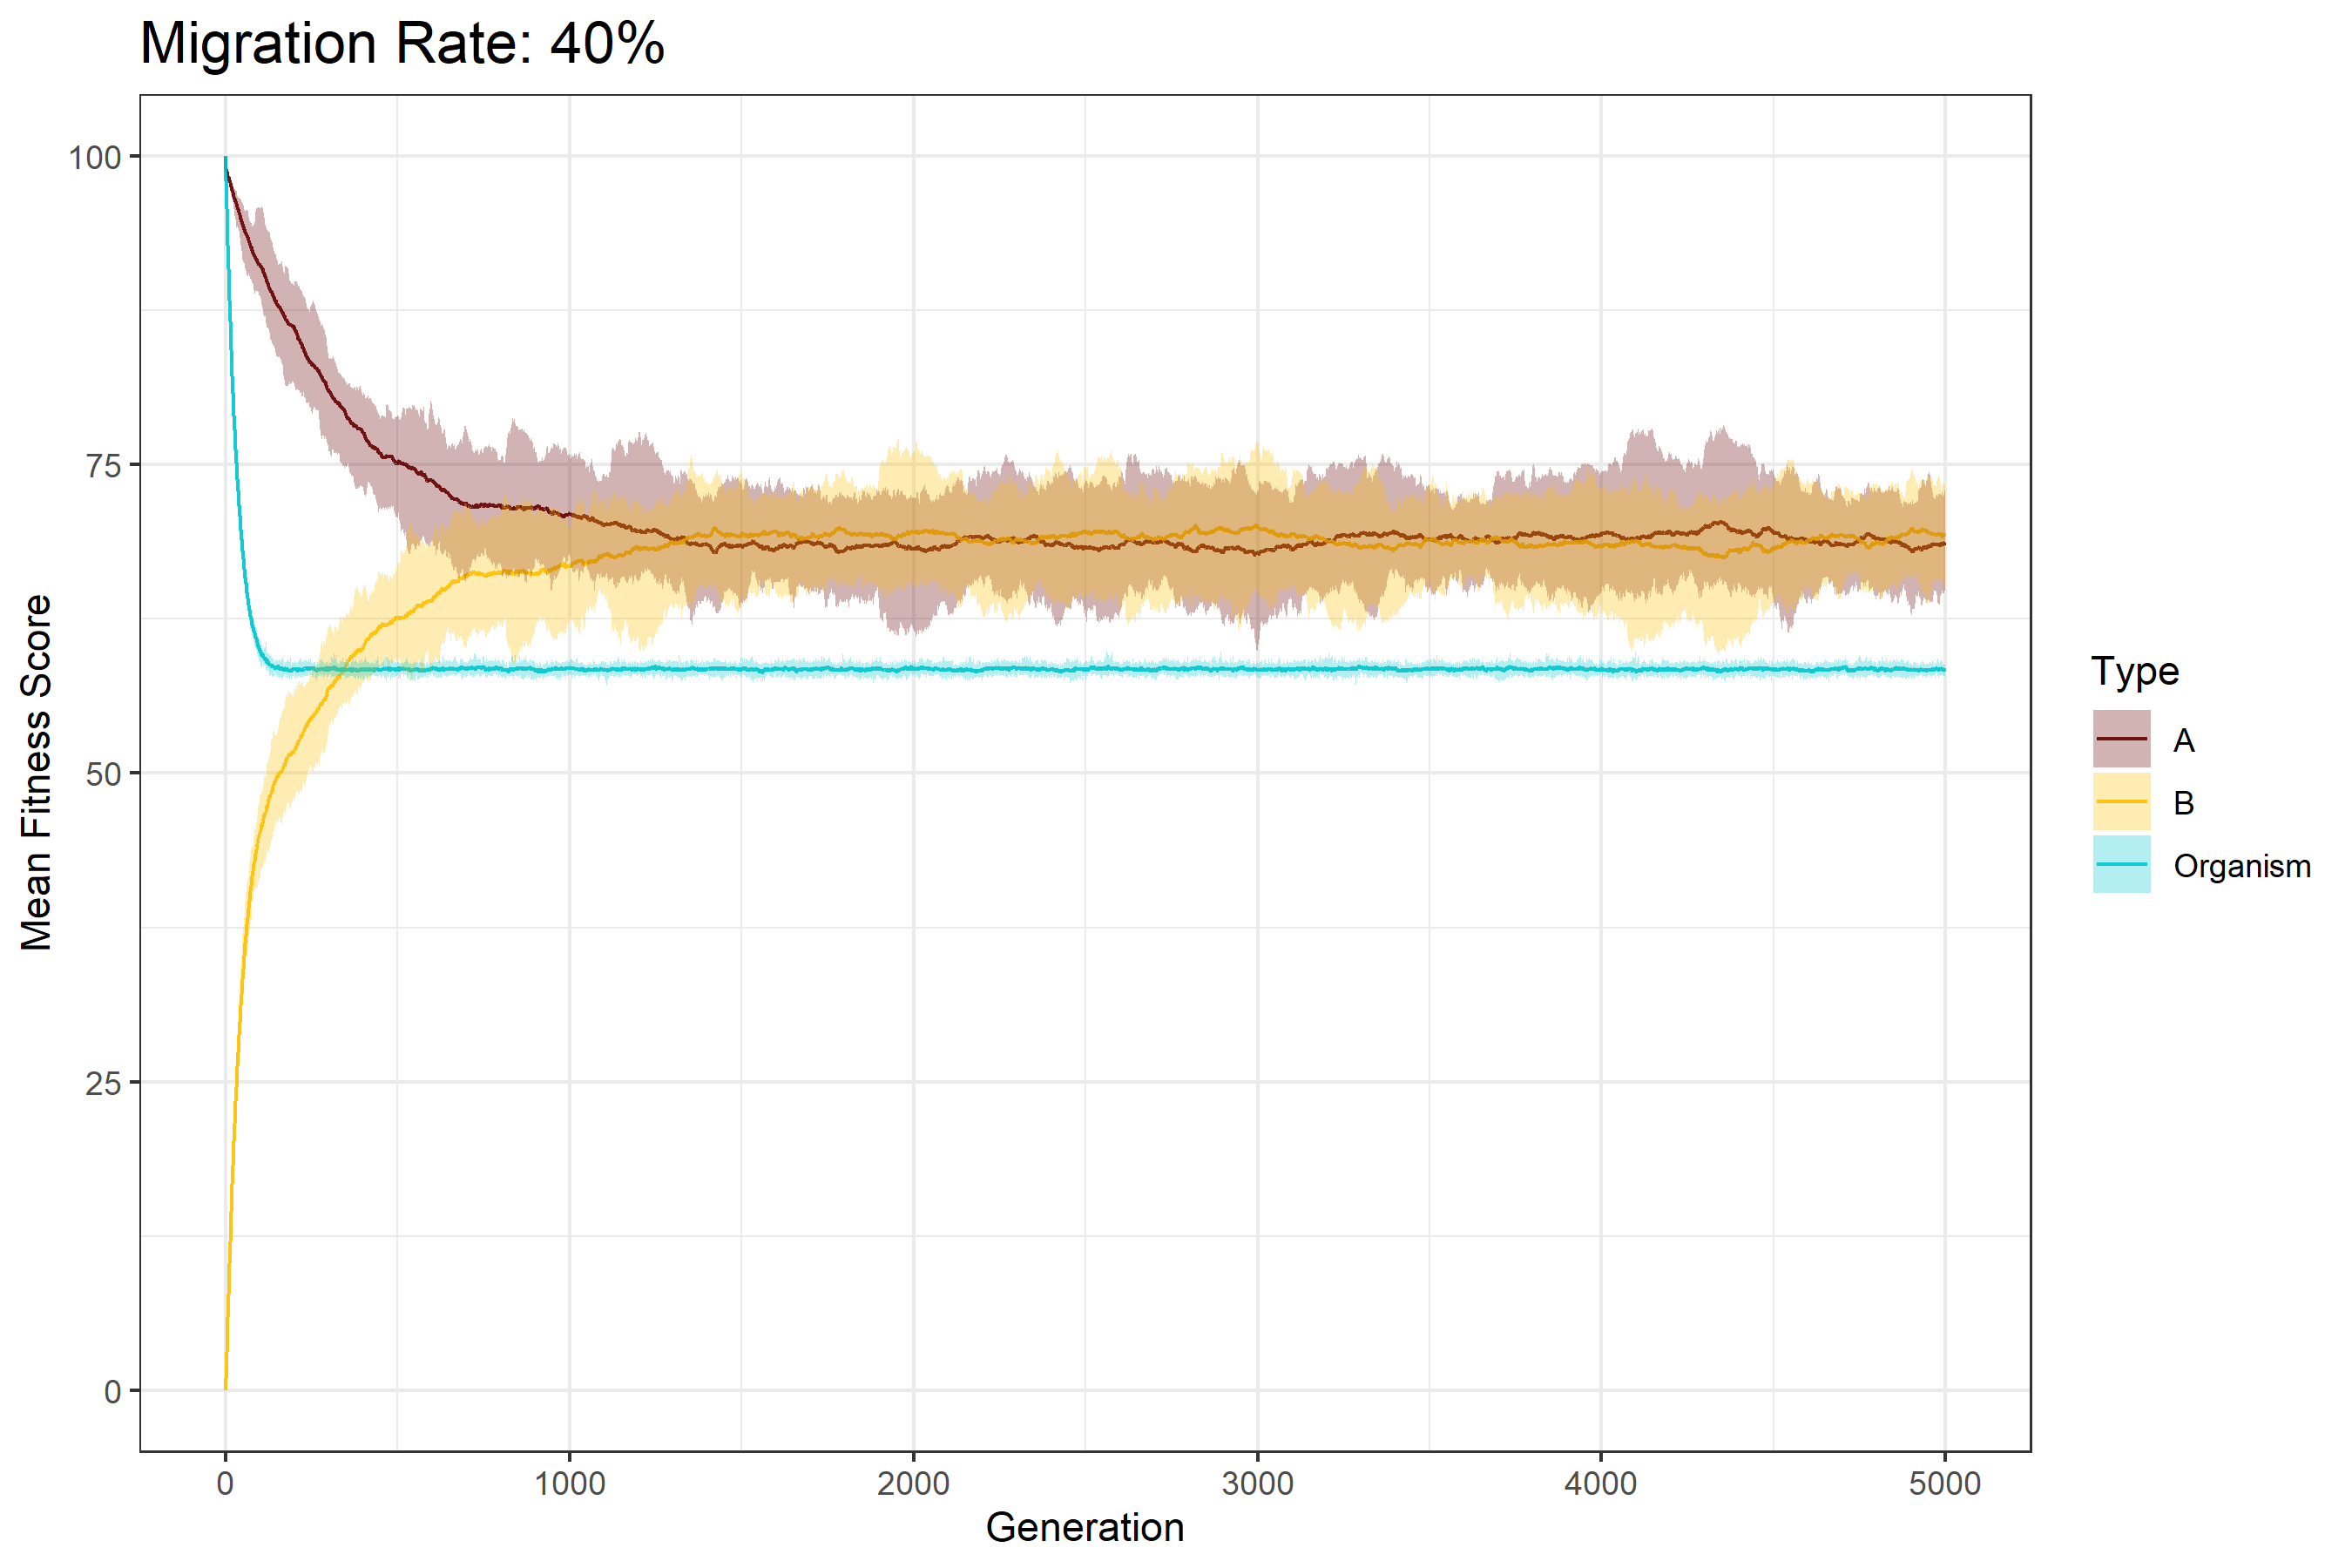 Migration Rate: 40%
100
75
50
25
0
Mean Fitness Score
0 1000 2000 3000 4000 5000
Generation
Type
A
B
Organism